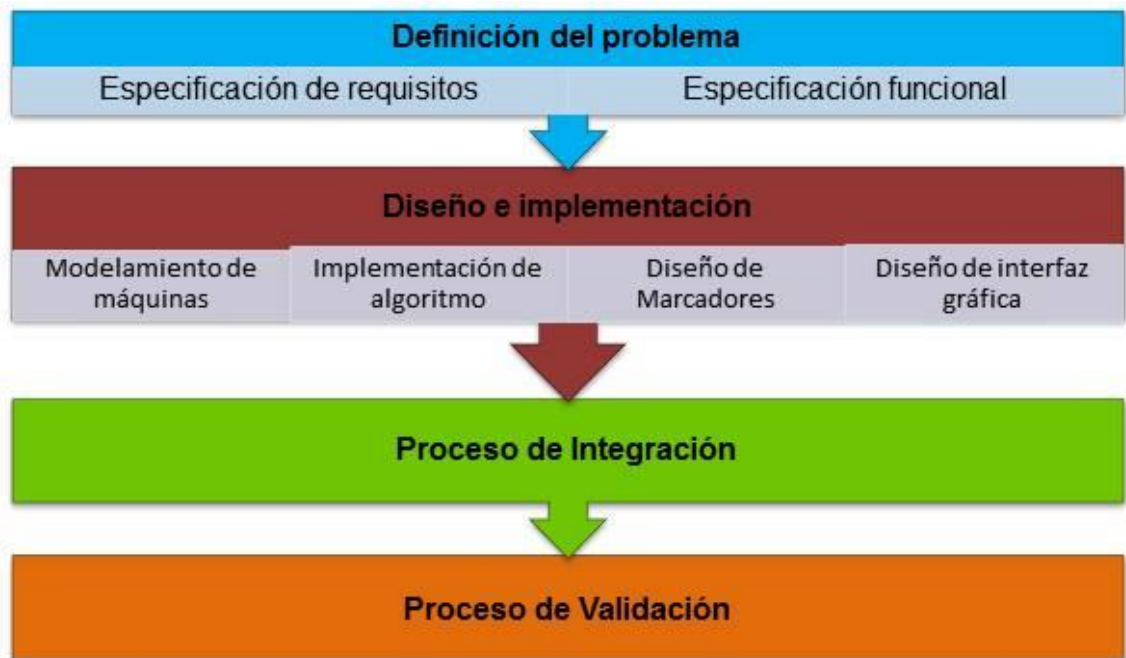 Definición del problema
Especificación de requisitos
Especificación funcional
Diseño e implementación
Modelamiento de
máquinas
Implementación de
algoritmo
Diseño de
Marcadores
Diseño de interfaz
gráfica
Proceso de Integración
Proceso de Validación